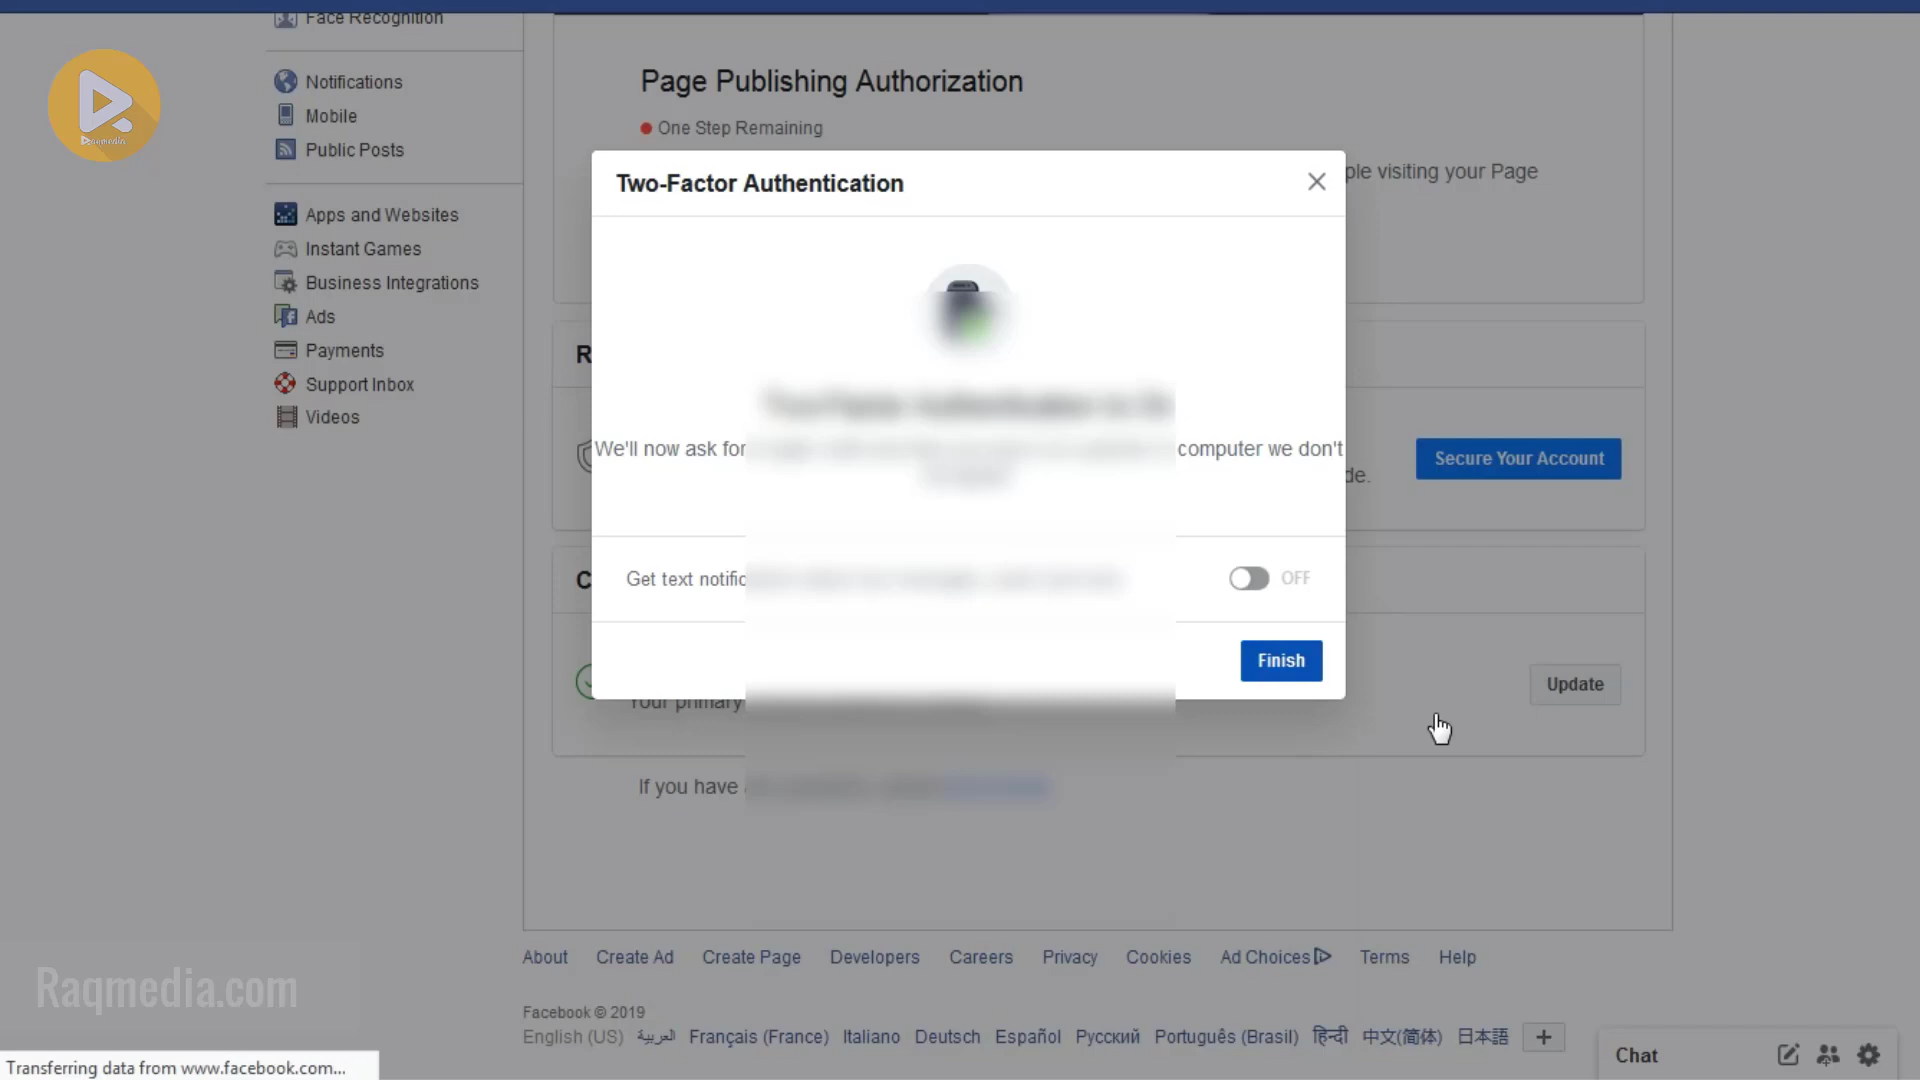 Face Recognition
Notifications
Mobile
Public Posts
Apps and Websites
Instant Games
Business Integrations
Ads
Payments
Support Inbox
Videos
Page Publishing Authorization
One Step Remaining
ple visiting your Page
Two-Factor Authentication
We'll now ask for
computer we don't
R
de.
Secure Your Account
Get text notific
OFF
C
Finish
Your primary
Update
If you have
About Create Ad Create Page Developers Careers Privacy Cookies Ad Choices Terms Help
Raqmedia.com
Facebook © 2019
English (US) العربية Français (France) Italiano Deutsch Español Русский Português (Brasil) हिन्दी 中文(简体) 日本語 +
Chat
Transferring data from www.facebook.com...